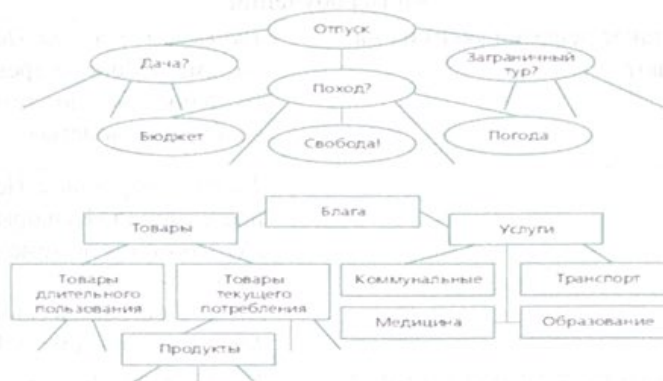 Отпуск
Дача?
Заграничный
тур?
Поход?
Бюджет
Свобода!
Погода
Блага
Товары
Услуги
Товары
длительного
пользования
Товары
текущего
потребления
Коммунальные
Транспорт
Медицина
Образование
Продукты